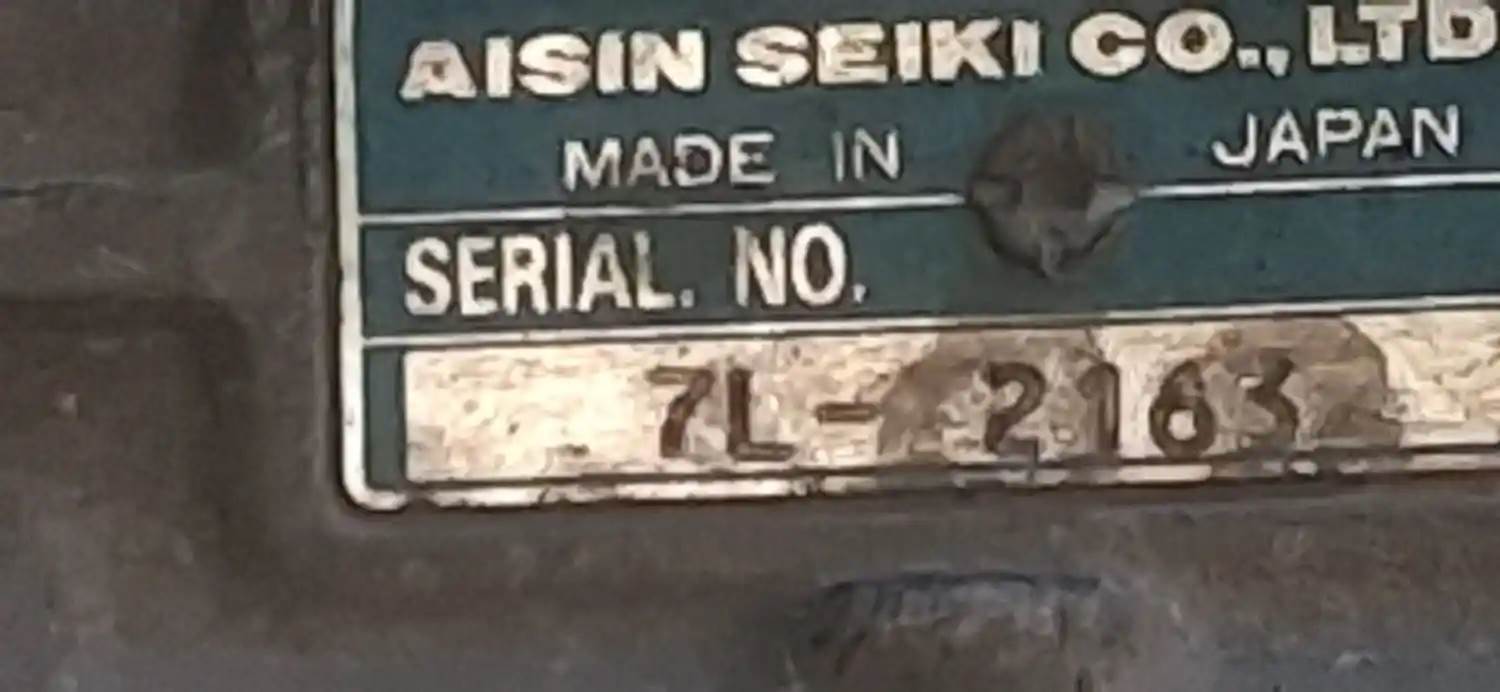 AISIN SEIKI CO., LTD
MADE IN JAPAN
SERIAL. NO.
7L- 2163